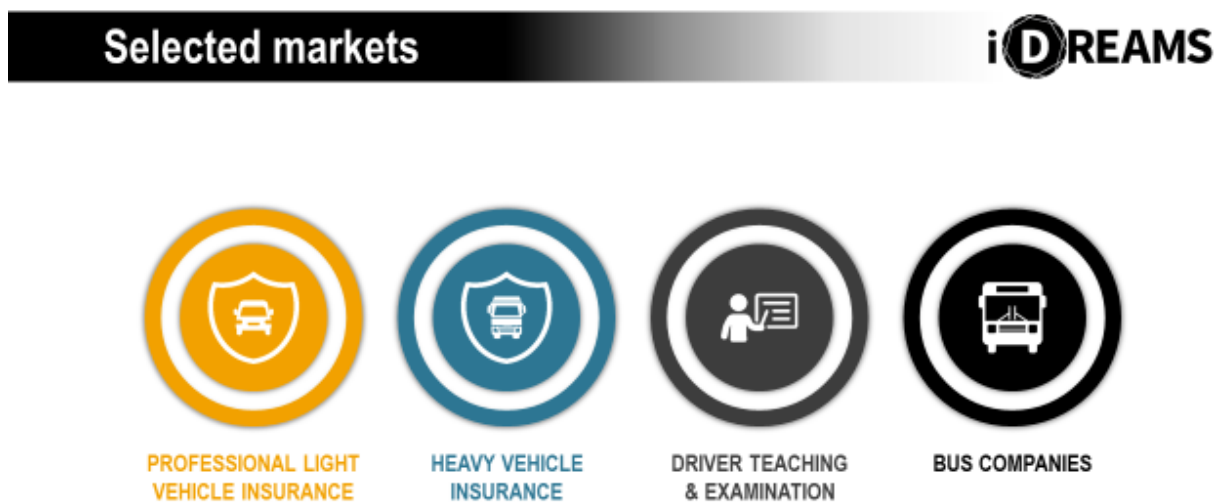 Selected markets
iDREAMS
PROFESSIONAL LIGHT
VEHICLE INSURANCE
HEAVY VEHICLE
INSURANCE
DRIVER TEACHING
& EXAMINATION
BUS COMPANIES